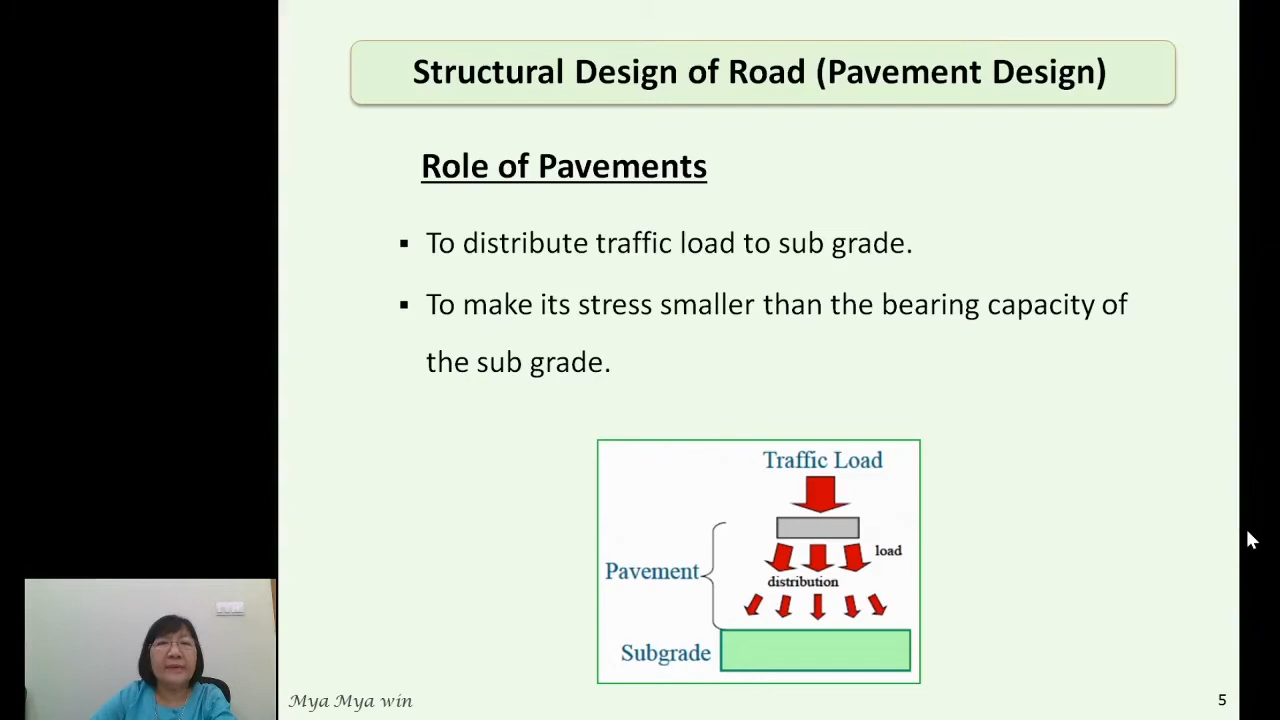 Structural Design of Road (Pavement Design)
Role of Pavements
▪ To distribute traffic load to sub grade.
▪ To make its stress smaller than the bearing capacity of
the sub grade.
Traffic Load
load
Pavement
distribution
Subgrade
Mya Mya win
5